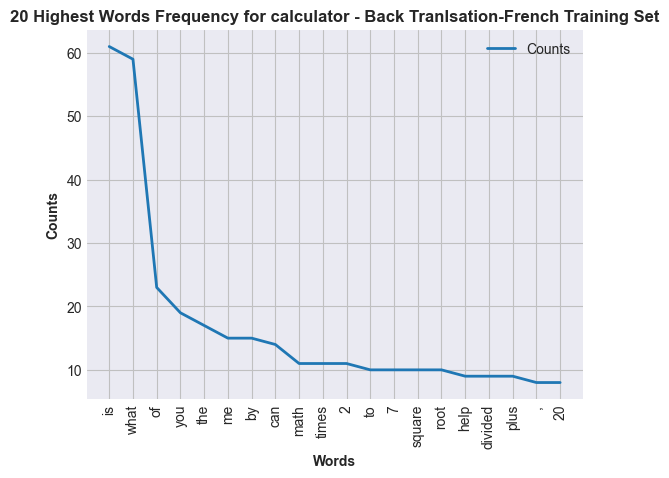 20 Highest Words Frequency for calculator - Back Tranlsation-French Training Set
Counts
60
50
40
30
20
10
Counts
is
what
of
you
the
me
by
can
math
times
2
to
7
square
root
help
divided
plus
,
20
Words